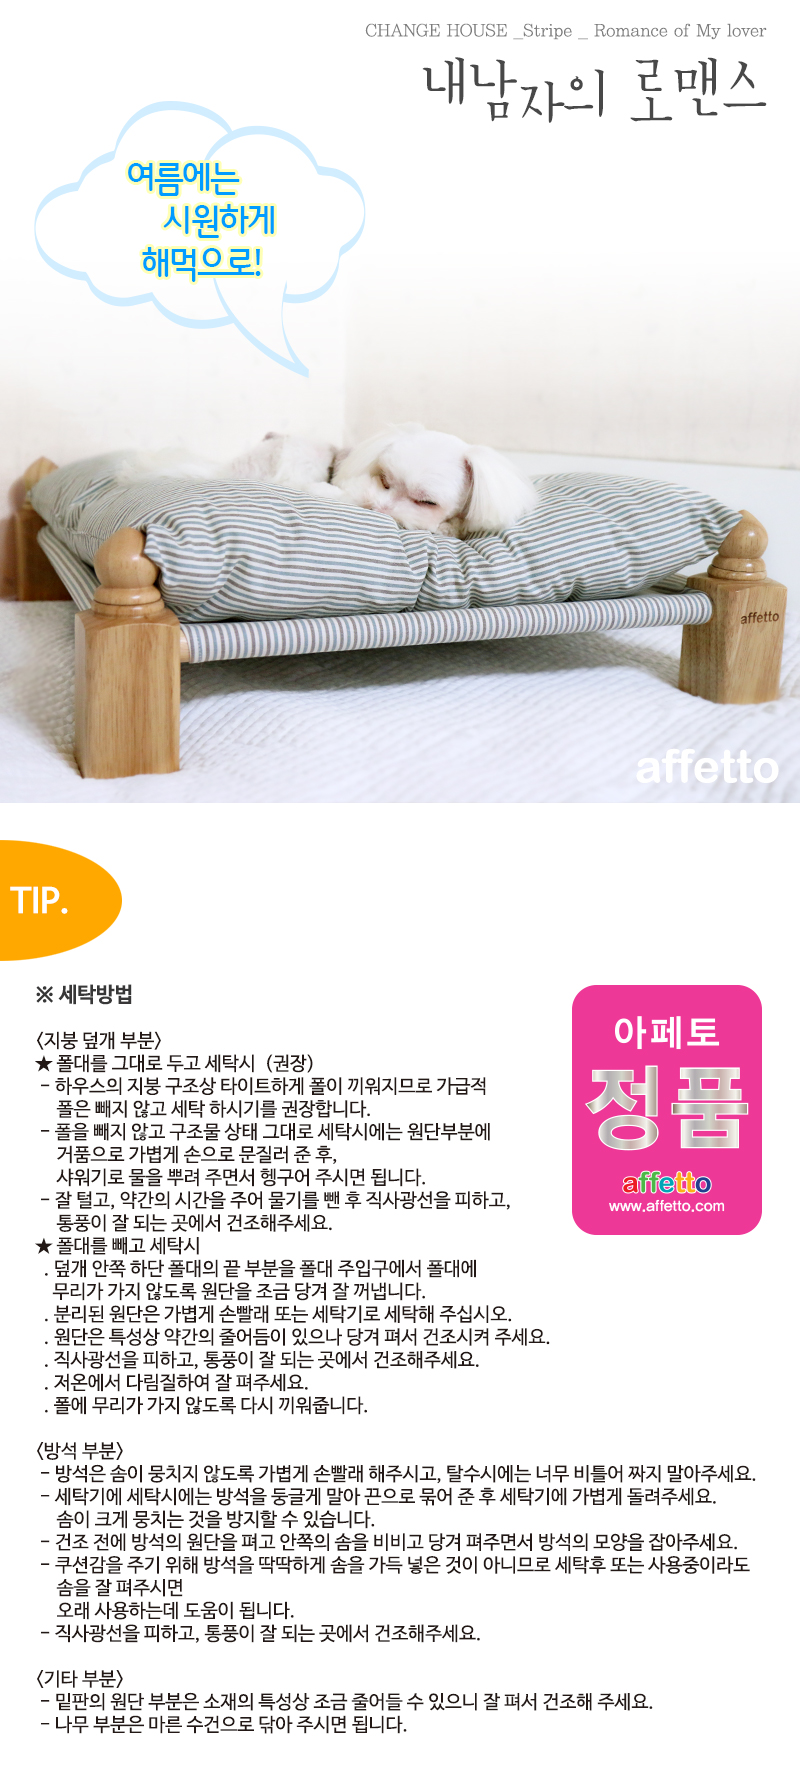 CHANGE HOUSE _Stripe _ Romance of My lover
내남자의 로맨스
여름에는
시원하게
해먹으로!
affetto
affetto
TIP.
※ 세탁방법
아페토
정품
affetto
www.affetto.com
<지붕 덮개 부분>
★ 폴대를 그대로 두고 세탁시 (권장)
- 하우스의 지붕 구조상 타이트하게 폴이 끼워지므로 가급적
폴은 빼지 않고 세탁 하시기를 권장합니다.
- 폴을 빼지 않고 구조물 상태 그대로 세탁시에는 원단부분에
거품으로 가볍게 손으로 문질러 준 후,
샤워기로 물을 뿌려 주면서 헹구어 주시면 됩니다.
- 잘 털고, 약간의 시간을 주어 물기를 뺀 후 직사광선을 피하고,
통풍이 잘 되는 곳에서 건조해주세요.
★ 폴대를 빼고 세탁시
. 덮개 안쪽 하단 폴대의 끝 부분을 폴대 주입구에서 폴대에
무리가 가지 않도록 원단을 조금 당겨 잘 꺼냅니다.
. 분리된 원단은 가볍게 손빨래 또는 세탁기로 세탁해 주십시오.
. 원단은 특성상 약간의 줄어듬이 있으나 당겨 펴서 건조시켜 주세요.
. 직사광선을 피하고, 통풍이 잘 되는 곳에서 건조해주세요.
. 저온에서 다림질하여 잘 펴주세요.
. 폴에 무리가 가지 않도록 다시 끼워줍니다.
<방석 부분>
- 방석은 솜이 뭉치지 않도록 가볍게 손빨래 해주시고, 탈수시에는 너무 비틀어 짜지 말아주세요.
- 세탁기에 세탁시에는 방석을 둥글게 말아 끈으로 묶어 준 후 세탁기에 가볍게 돌려주세요.
솜이 크게 뭉치는 것을 방지할 수 있습니다.
- 건조 전에 방석의 원단을 펴고 안쪽의 솜을 비비고 당겨 펴주면서 방석의 모양을 잡아주세요.
- 쿠션감을 주기 위해 방석을 딱딱하게 솜을 가득 넣은 것이 아니므로 세탁후 또는 사용중이라도
솜을 잘 펴주시면
오래 사용하는데 도움이 됩니다.
- 직사광선을 피하고, 통풍이 잘 되는 곳에서 건조해주세요.
<기타 부분>
- 밑판의 원단 부분은 소재의 특성상 조금 줄어들 수 있으니 잘 펴서 건조해 주세요.
- 나무 부분은 마른 수건으로 닦아 주시면 됩니다.